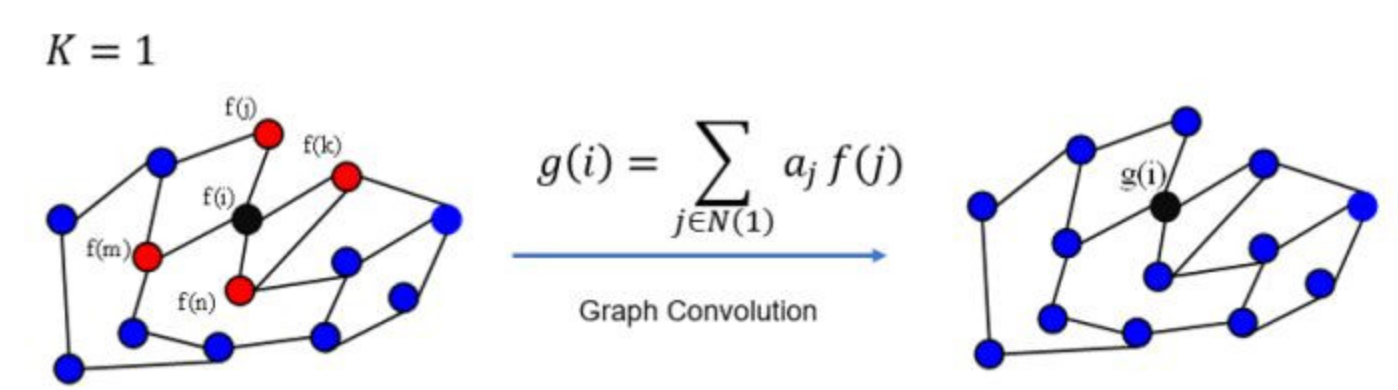 K = 1
f(j)
f(k)
f(i)
f(m)
f(n)
g(i) = ∑ a_j f(j)
j∈N(1)
Graph Convolution
g(i)